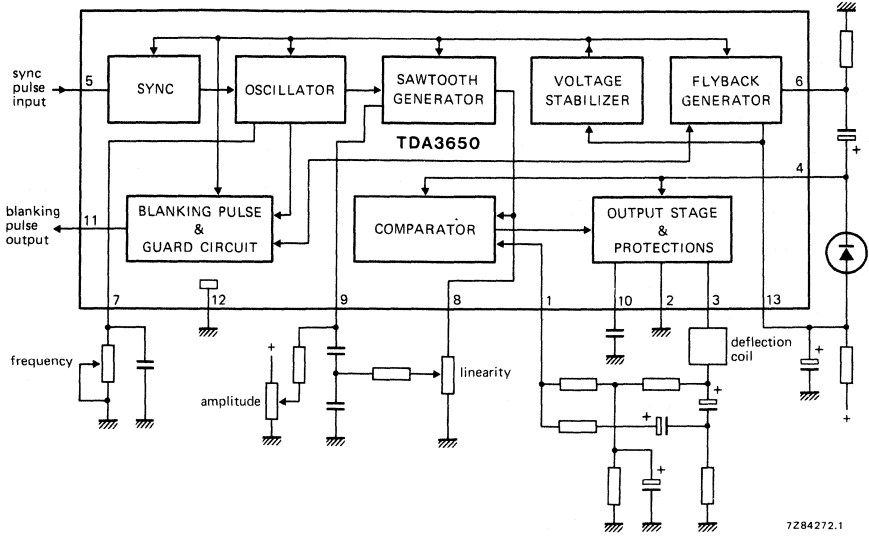 sync
pulse
input
5
SYNC
OSCILLATOR
SAWTOOTH
GENERATOR
VOLTAGE
STABILIZER
FLYBACK
GENERATOR
6
TDA3650
+
4
blanking
pulse
output
11
BLANKING PULSE
&
GUARD CIRCUIT
COMPARATOR
OUTPUT STAGE
&
PROTECTIONS
7
12
9
8
1
10
2
3
13
frequency
+
amplitude
linearity
deflection
coil
+
+
+
+
+
7Z84272.1